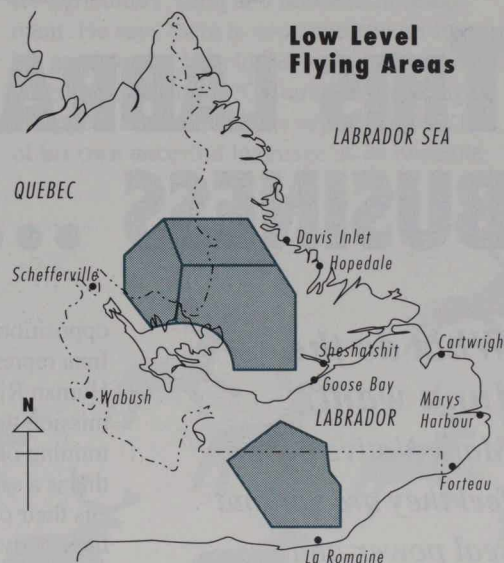 Low Level
Flying Areas
LABRADOR SEA
QUEBEC
Davis Inlet
Hopedale
Schefferville
Sheshatshit
Cartwrigh
Goose Bay
Wabush
LABRADOR
Marys
Harbour
N
Forteau
La Romaine
BUSINESS